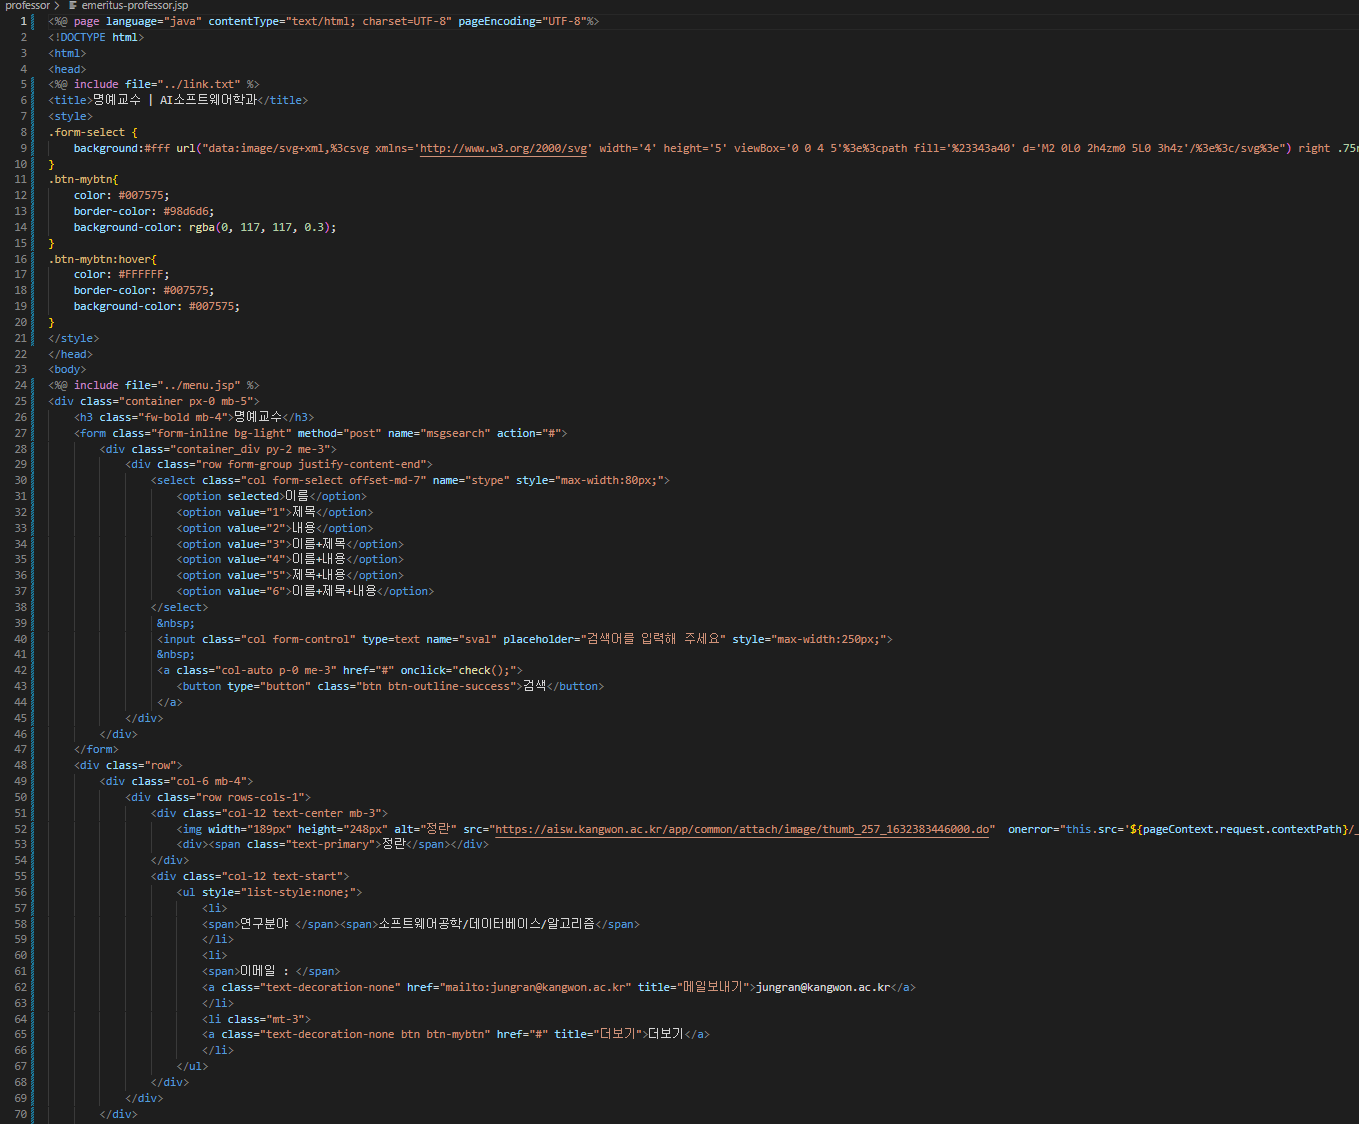 professor > emeritus-professor.jsp
1 <%@ page language="java" contentType="text/html; charset=UTF-8" pageEncoding="UTF-8"%>
2 <!DOCTYPE html>
3 <html>
4 <head>
5 <%@ include file="../link.txt" %>
6 <title>명예교수 | AI소프트웨어학과</title>
7 <style>
8 .form-select {
9 background:#fff url("data:image/svg+xml,%3csvg xmlns='http://www.w3.org/2000/svg' width='4' height='5' viewBox='0 0 4 5'%3e%3cpath fill='%23343a40' d='M2 0L0 2h4zm0 5L0 3h4z'/%3e%3c/svg%3e") right .75r
10 }
11 .btn-mybtn{
12 color: #007575;
13 border-color: #98d6d6;
14 background-color: rgba(0, 117, 117, 0.3);
15 }
16 .btn-mybtn:hover{
17 color: #FFFFFF;
18 border-color: #007575;
19 background-color: #007575;
20 }
21 </style>
22 </head>
23 <body>
24 <%@ include file="../menu.jsp" %>
25 <div class="container px-0 mb-5">
26 <h3 class="fw-bold mb-4">명예교수</h3>
27 <form class="form-inline bg-light" method="post" name="msgsearch" action="#">
28 <div class="container_div py-2 me-3">
29 <div class="row form-group justify-content-end">
30 <select class="col form-select offset-md-7" name="stype" style="max-width:80px;">
31 <option selected>이름</option>
32 <option value="1">제목</option>
33 <option value="2">내용</option>
34 <option value="3">이름+제목</option>
35 <option value="4">이름+내용</option>
36 <option value="5">제목+내용</option>
37 <option value="6">이름+제목+내용</option>
38 </select>
39 &nbsp;
40 <input class="col form-control" type=text name="sval" placeholder="검색어를 입력해 주세요" style="max-width:250px;">
41 &nbsp;
42 <a class="col-auto p-0 me-3" href="#" onclick="check();">
43 <button type="button" class="btn btn-outline-success">검색</button>
44 </a>
45 </div>
46 </div>
47 </form>
48 <div class="row">
49 <div class="col-6 mb-4">
50 <div class="row rows-cols-1">
51 <div class="col-12 text-center mb-3">
52 <img width="189px" height="248px" alt="정란" src="https://aisw.kangwon.ac.kr/app/common/attach/image/thumb_257_1632383446000.do" onerror="this.src='${pageContext.request.contextPath}/_
53 <div><span class="text-primary">정란</span></div>
54 </div>
55 <div class="col-12 text-start">
56 <ul style="list-style:none;">
57 <li>
58 <span>연구분야 </span><span>소프트웨어공학/데이터베이스/알고리즘</span>
59 </li>
60 <li>
61 <span>이메일 : </span>
62 <a class="text-decoration-none" href="mailto:jungran@kangwon.ac.kr" title="메일보내기">jungran@kangwon.ac.kr</a>
63 </li>
64 <li class="mt-3">
65 <a class="text-decoration-none btn btn-mybtn" href="#" title="더보기">더보기</a>
66 </li>
67 </ul>
68 </div>
69 </div>
70 </div>